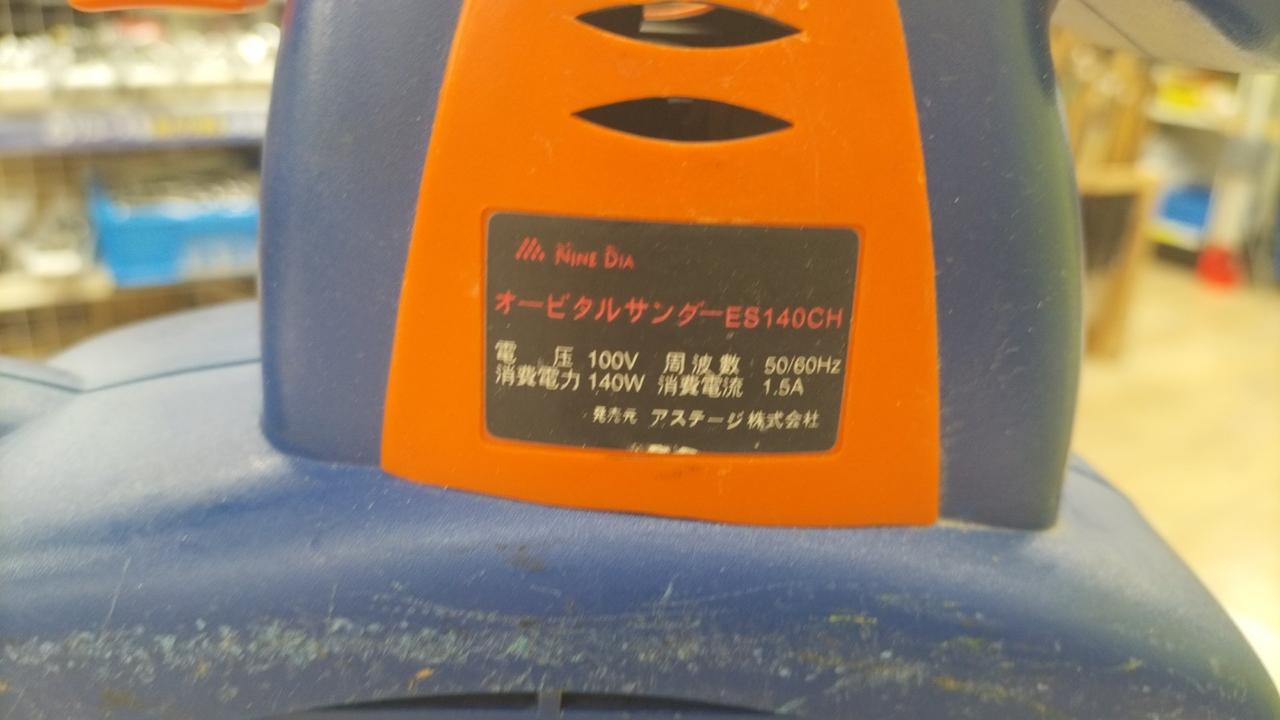 NINE DIA
オービタルサンダーES140CH
電　圧 100V 周波数 50/60Hz
消費電力 140W 消費電流 1.5A
発売元 アステージ株式会社